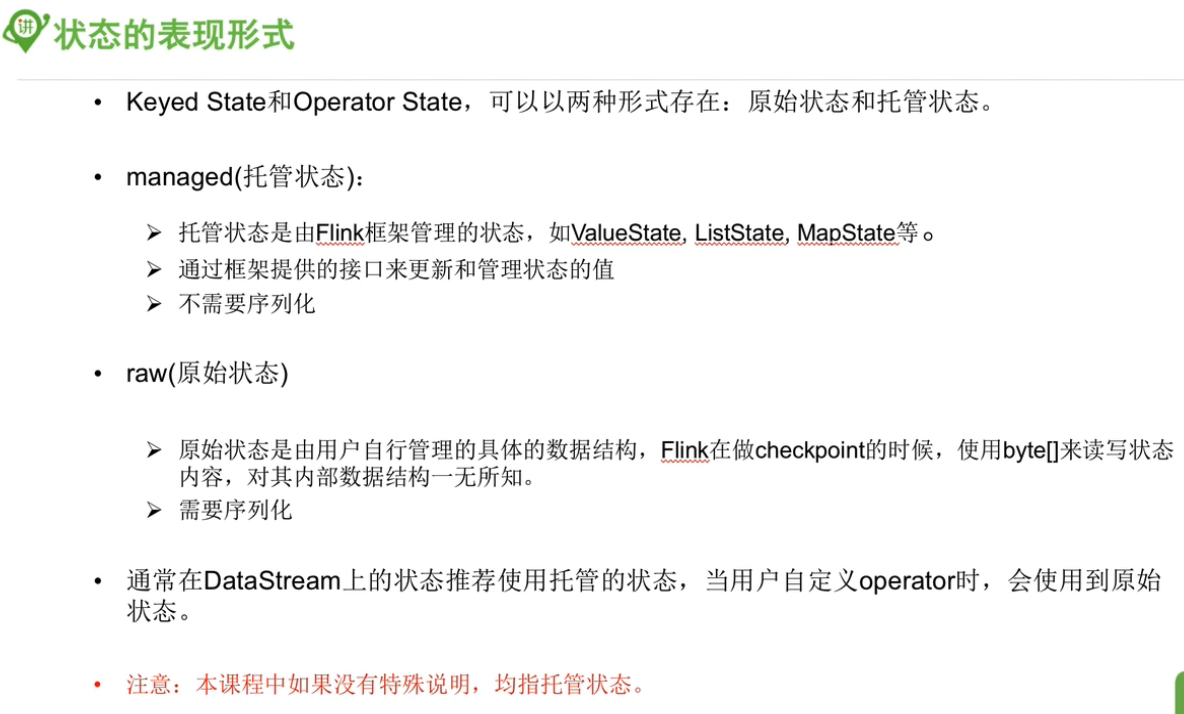 讲
状态的表现形式
• Keyed State和Operator State，可以以两种形式存在：原始状态和托管状态。
• managed(托管状态)：
➢ 托管状态是由Flink框架管理的状态，如ValueState, ListState, MapState等。
➢ 通过框架提供的接口来更新和管理状态的值
➢ 不需要序列化
• raw(原始状态)
➢ 原始状态是由用户自行管理的具体的数据结构，Flink在做checkpoint的时候，使用byte[]来读写状态
内容，对其内部数据结构一无所知。
➢ 需要序列化
• 通常在DataStream上的状态推荐使用托管的状态，当用户自定义operator时，会使用到原始
状态。
• 注意：本课程中如果没有特殊说明，均指托管状态。